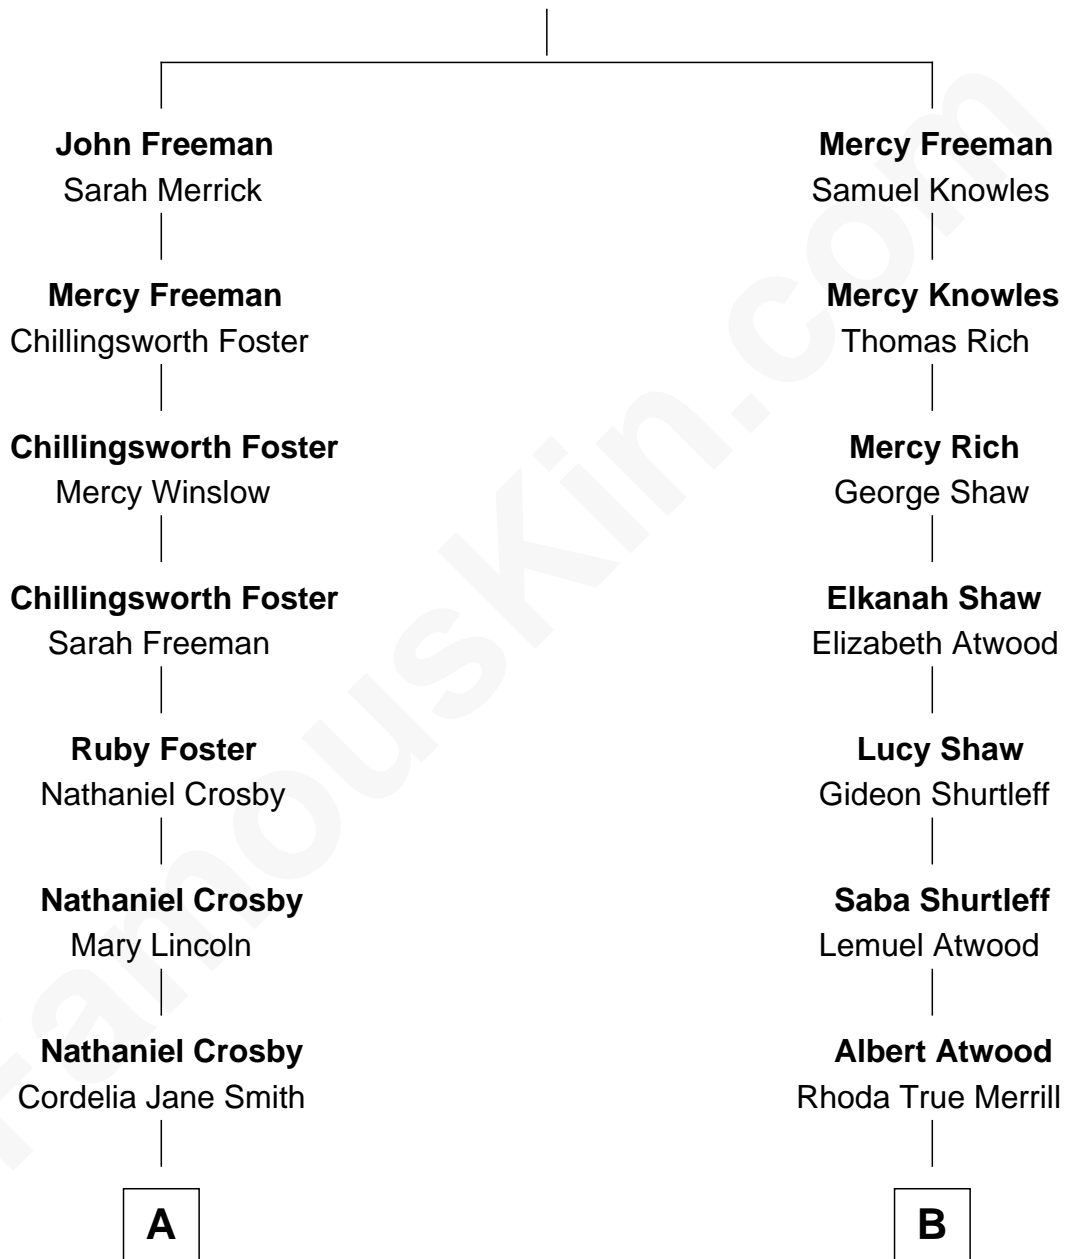 John Freeman
Sarah Merrick
Mercy Freeman
Chillingsworth Foster
Chillingsworth Foster
Mercy Winslow
Chillingsworth Foster
Sarah Freeman
Ruby Foster
Nathaniel Crosby
Nathaniel Crosby
Mary Lincoln
Nathaniel Crosby
Cordelia Jane Smith
A
Mercy Freeman
Samuel Knowles
Mercy Knowles
Thomas Rich
Mercy Rich
George Shaw
Elkanah Shaw
Elizabeth Atwood
Lucy Shaw
Gideon Shurtleff
Saba Shurtleff
Lemuel Atwood
Albert Atwood
Rhoda True Merrill
B
FamousKin.com